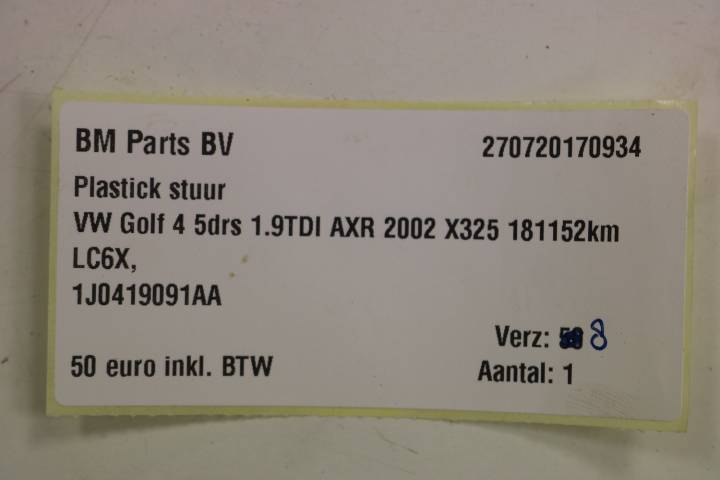 BM Parts BV 270720170934
Plastick stuur
VW Golf 4 5drs 1.9TDI AXR 2002 X325 181152km
LC6X,
1J0419091AA
Verz: 8
50 euro inkl. BTW Aantal: 1